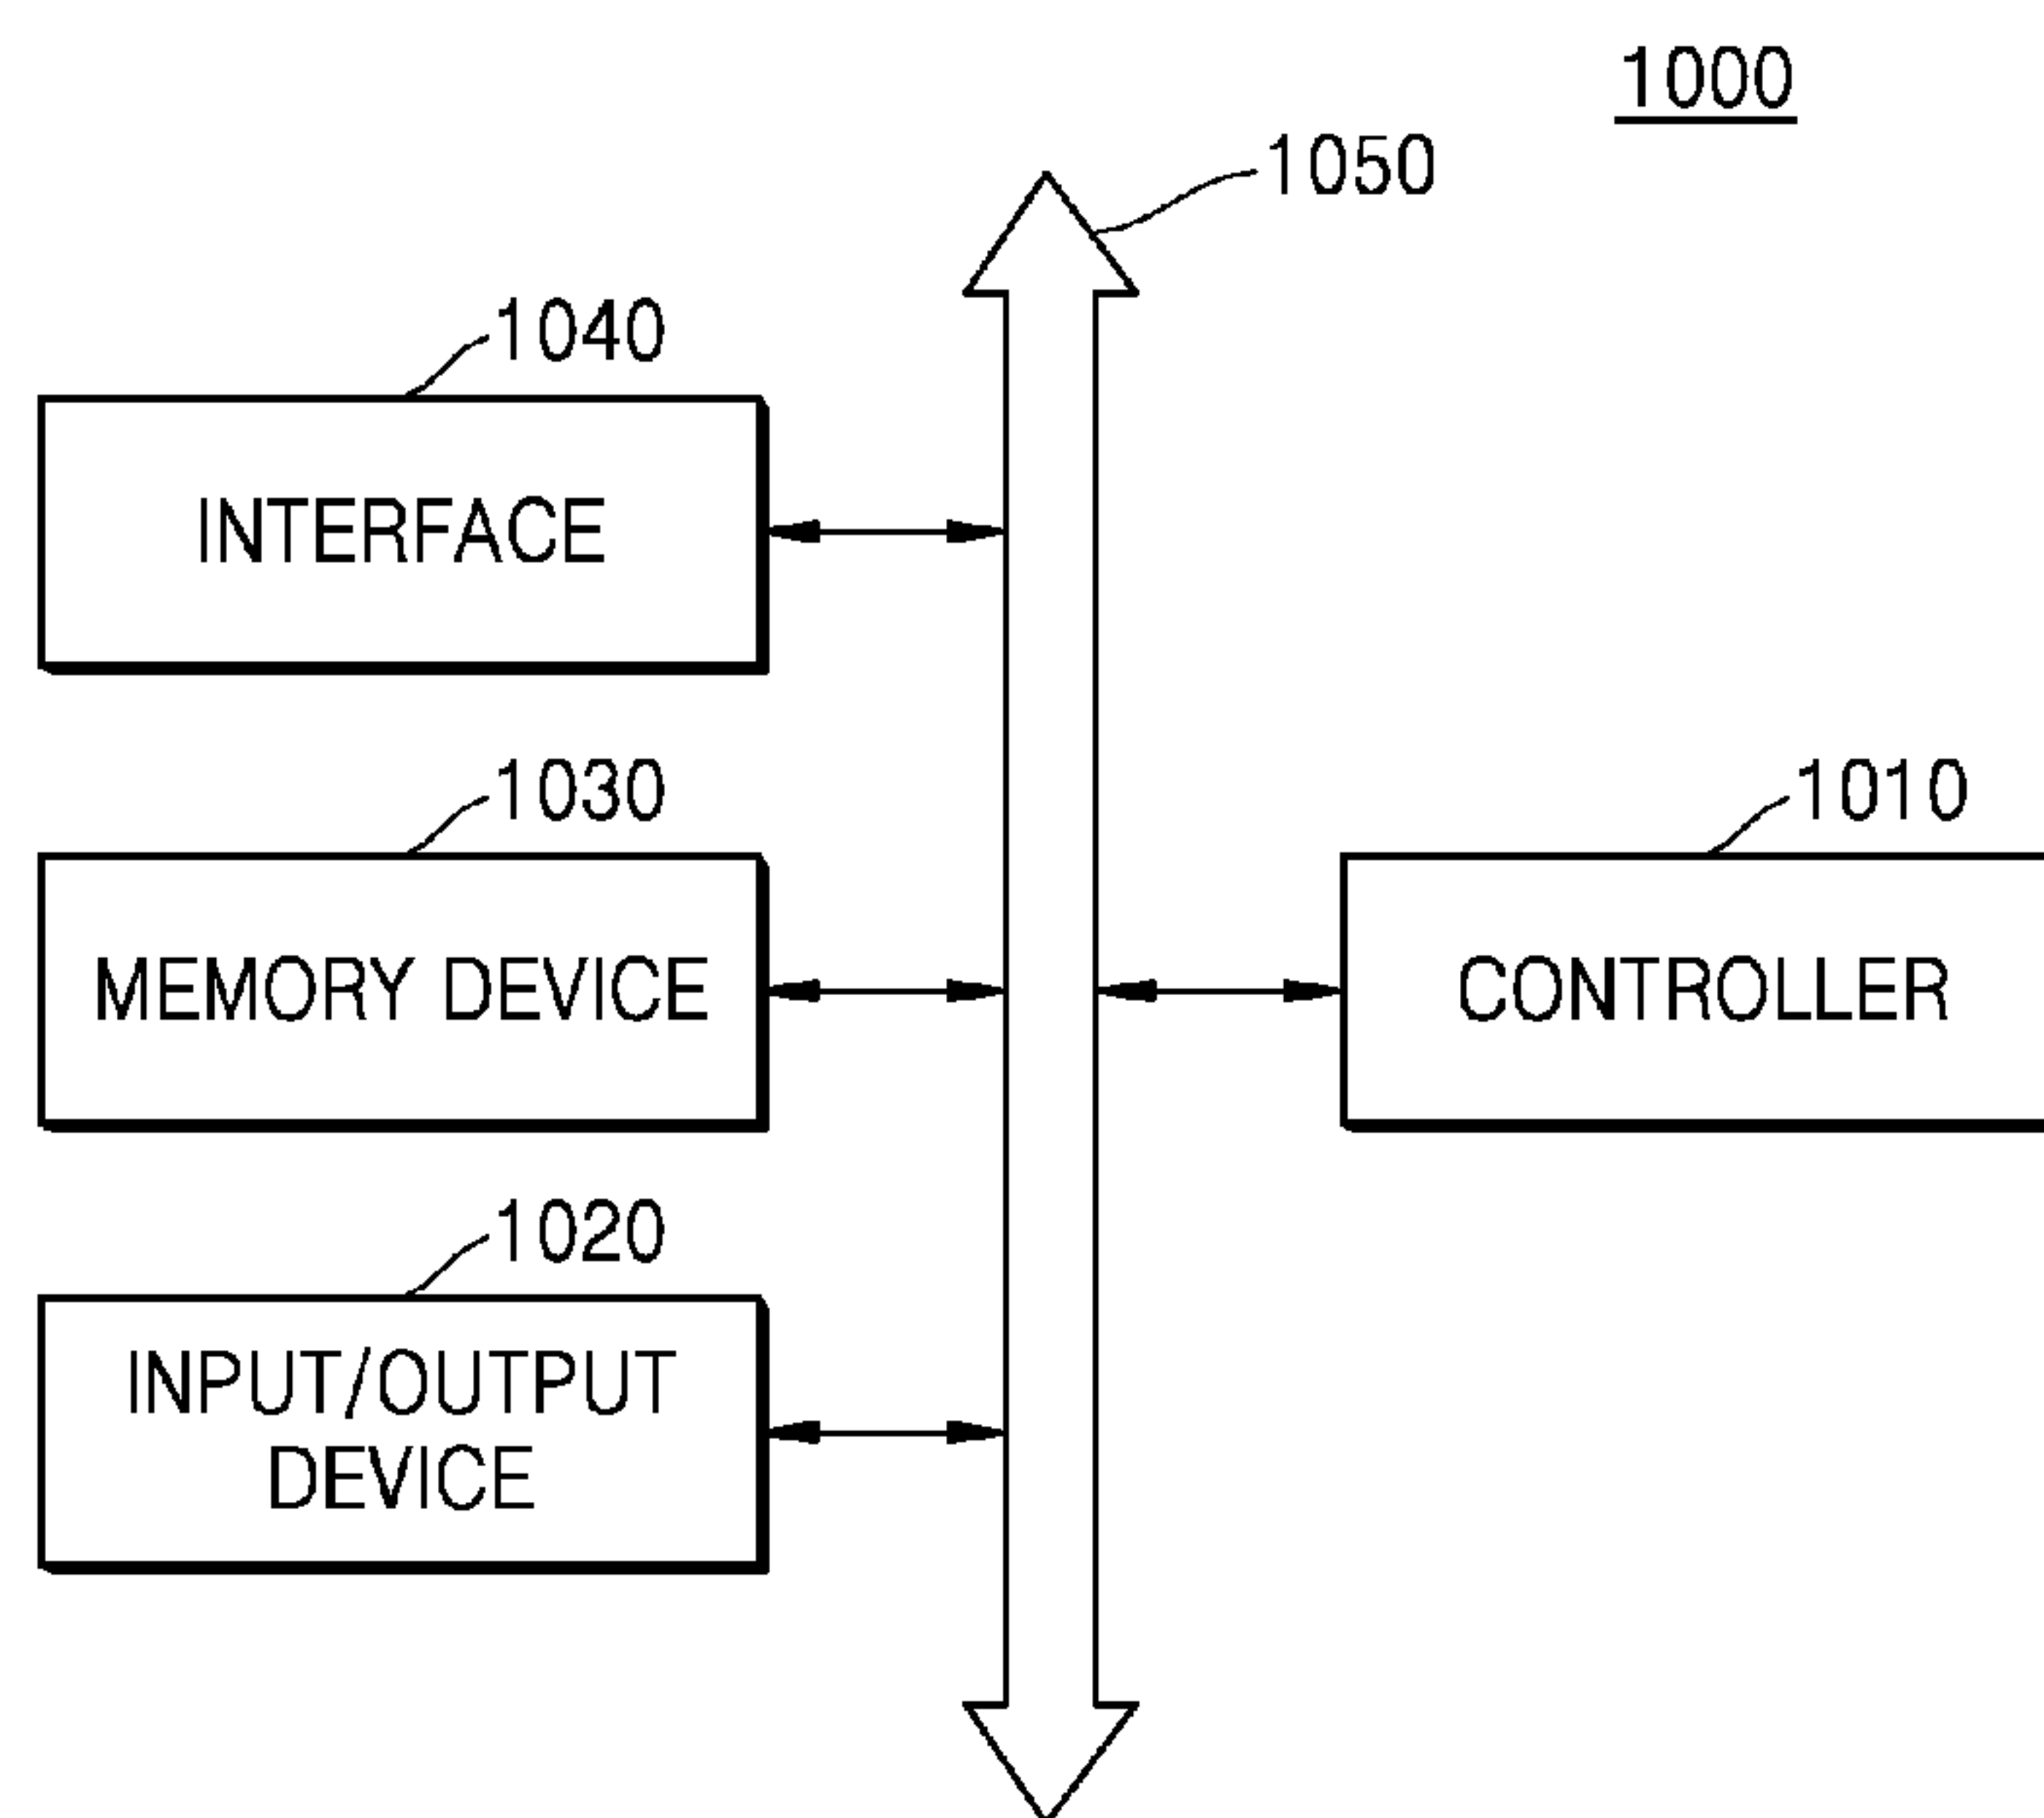 1000
1050
1040
INTERFACE
1030
MEMORY DEVICE
1010
CONTROLLER
1020
INPUT/OUTPUT
DEVICE